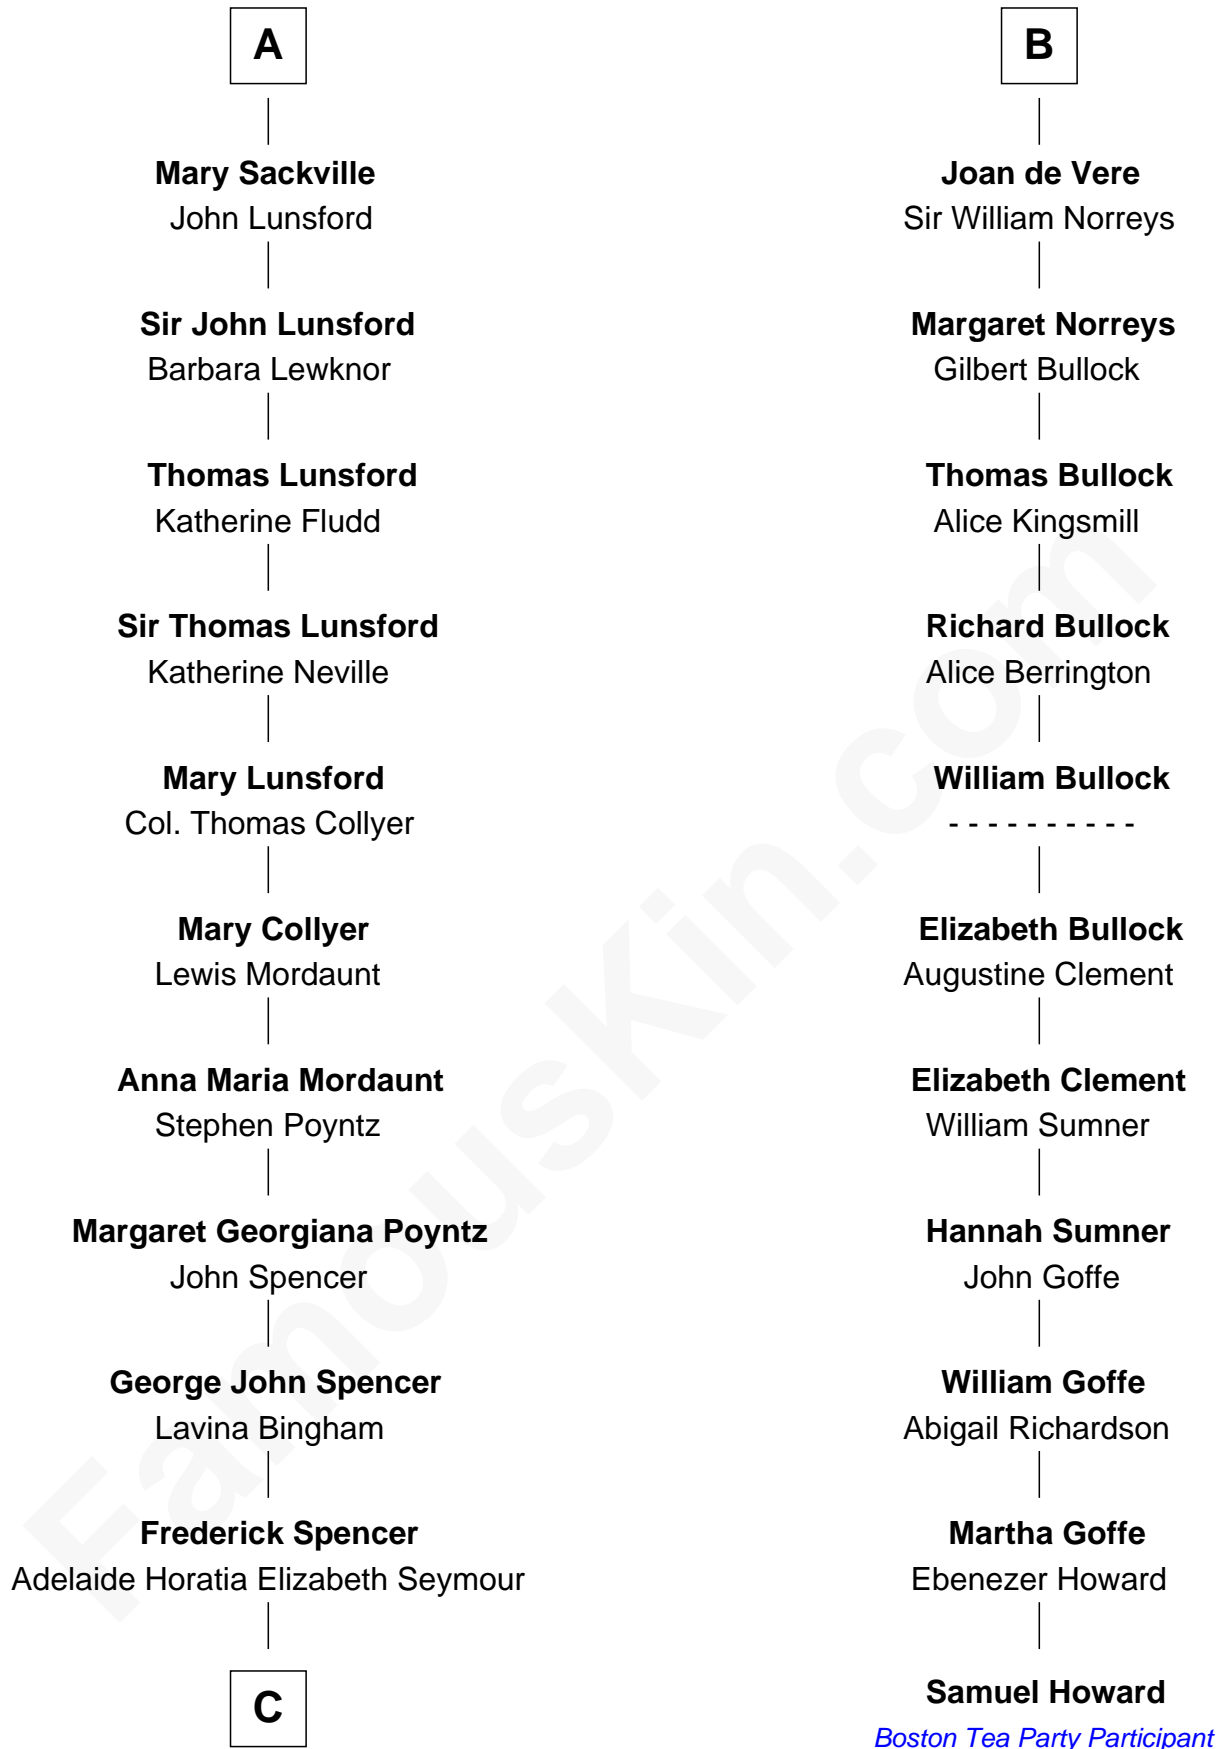 A
Mary Sackville
John Lunsford
Sir John Lunsford
Barbara Lewknor
Thomas Lunsford
Katherine Fludd
Sir Thomas Lunsford
Katherine Neville
Mary Lunsford
Col. Thomas Collyer
Mary Collyer
Lewis Mordaunt
Anna Maria Mordaunt
Stephen Poyntz
Margaret Georgiana Poyntz
John Spencer
George John Spencer
Lavina Bingham
Frederick Spencer
Adelaide Horatia Elizabeth Seymour
C
B
Joan de Vere
Sir William Norreys
Margaret Norreys
Gilbert Bullock
Thomas Bullock
Alice Kingsmill
Richard Bullock
Alice Berrington
William Bullock
- - - - - - - - - -
Elizabeth Bullock
Augustine Clement
Elizabeth Clement
William Sumner
Hannah Sumner
John Goffe
William Goffe
Abigail Richardson
Martha Goffe
Ebenezer Howard
Samuel Howard
Boston Tea Party Participant
FamousKin.com